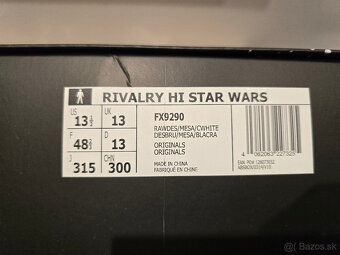 RIVALRY HI STAR WARS
US
13½
UK
13
F
48⅔
D
13
J
315
CHN
300
FX9290
RAWDES/MESA/CWHITE
DESBRU/MESA/BLACRA
ORIGINALS
ORIGINALS
MADE IN CHINA
FABRIQUÉ EN CHINE
bazos.sk